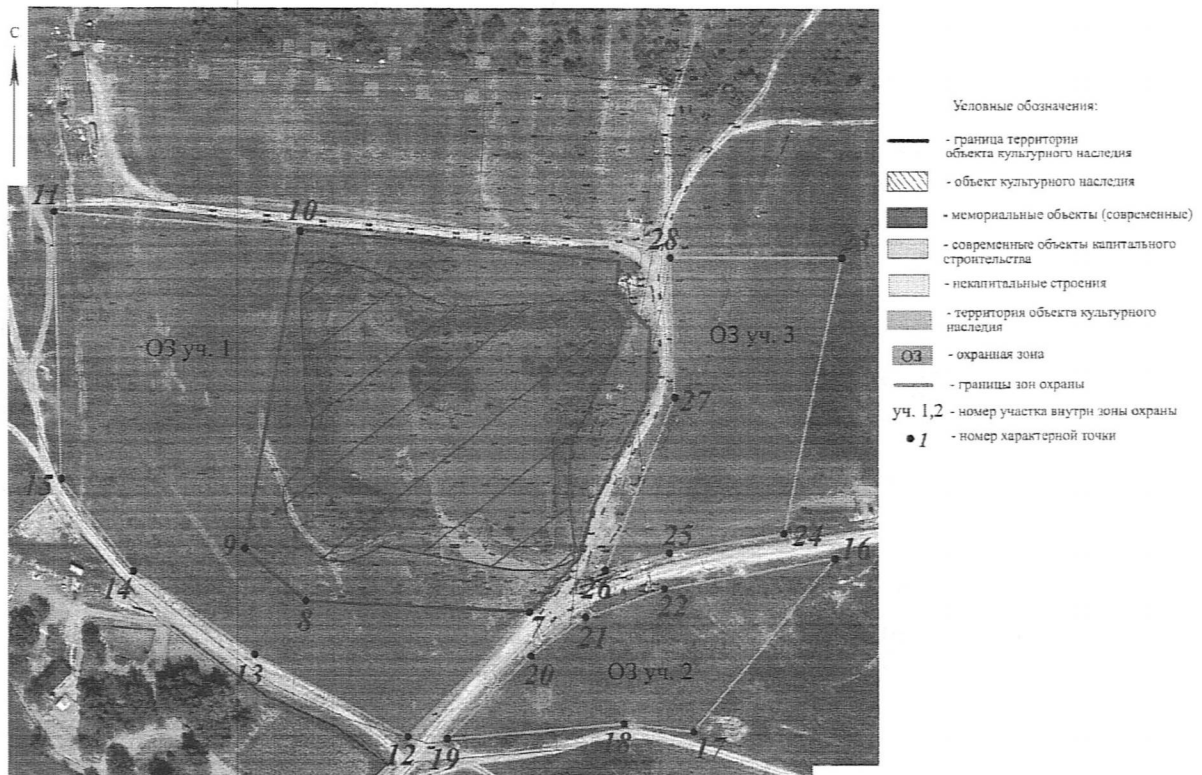 С
Условные обозначения:
- граница территории
объекта культурного наследия
- объект культурного наследия
- мемориальные объекты (современные)
- современные объекты капитального
строительства
- некапитальные строения
- территория объекта культурного
наследия
ОЗ - охранная зона
- границы зон охраны
уч. 1,2 - номер участка внутри зоны охраны
1 - номер характерной точки
11
10
28
ОЗ уч.
ОЗ уч. 3
27
15
9
25
24
16
14
26
22
8
7
21
13
20
ОЗ уч. 2
12
19
18
17